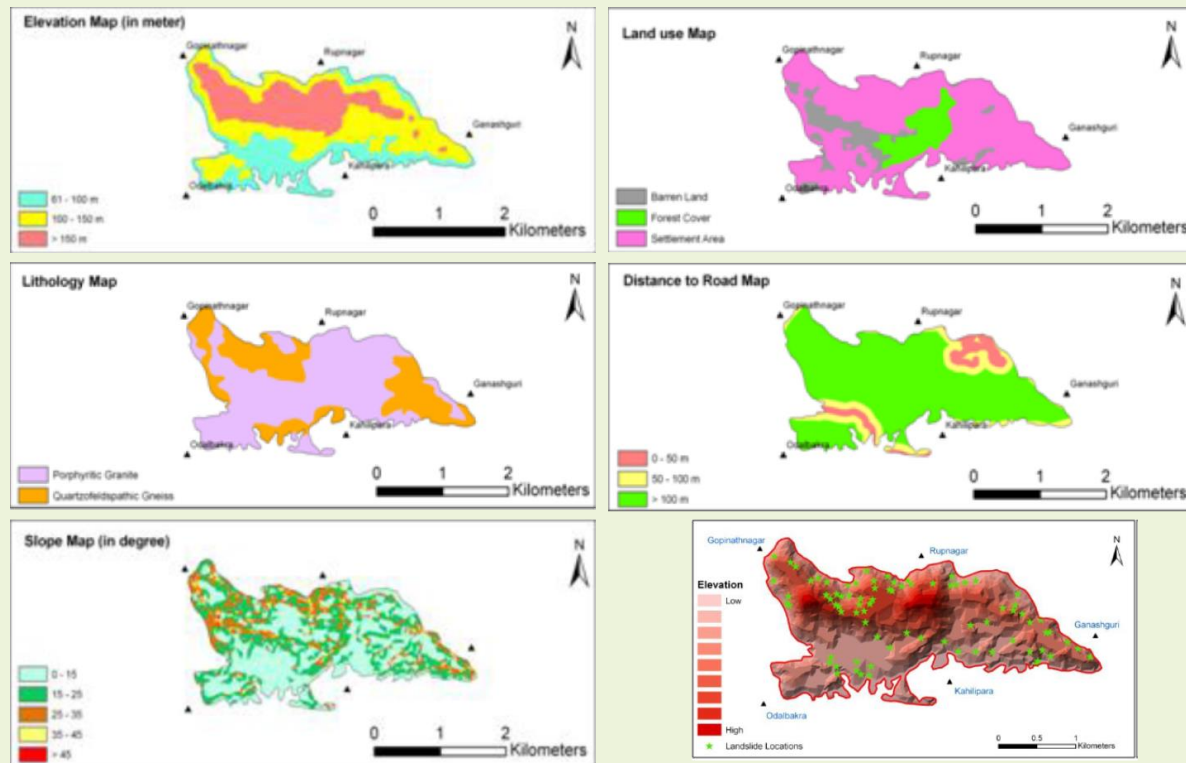 Elevation Map (in meter)
N
Gopinathnagar
Rupnagar
Ganashguri
Kahilipara
Odalbakra
61 - 100 m
100 - 150 m
> 150 m
0 1 2
Kilometers
Land use Map
N
Gopinathnagar
Rupnagar
Ganashguri
Kahilipara
Odalbakra
Barren Land
Forest Cover
Settlement Area
0 1 2
Kilometers
Lithology Map
N
Gopinathnagar
Rupnagar
Ganashguri
Kahilipara
Odalbakra
Porphyritic Granite
Quartzofeldspathic Gneiss
0 1 2
Kilometers
Distance to Road Map
N
Gopinathnagar
Rupnagar
Ganashguri
Kahilipara
Odalbakra
0 - 50 m
50 - 100 m
> 100 m
0 1 2
Kilometers
Slope Map (in degree)
N
0 - 15
15 - 25
25 - 35
35 - 45
> 45
0 1 2
Kilometers
Gopinathnagar
Rupnagar
N
Elevation
Low
Ganashguri
Kahilipara
Odalbakra
High
Landslide Locations
0 0.5 1
Kilometers